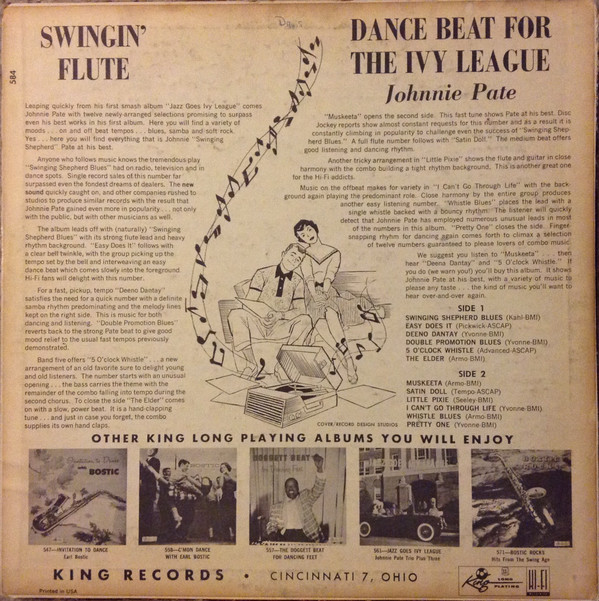 SWINGIN'
FLUTE
584
Leaping quickly from his first smash album "Jazz Goes Ivy League" comes
Johnnie Pate with twelve newly-arranged selections promising to surpass
even his best works in his first album. Here you will find a variety of
moods . . . on and off beat tempos . . . blues, samba and soft rock.
Yes . . . here you will find everything that is Johnnie "Swinging
Shepherd" Pate at his best.
Anyone who follows music knows the tremendous play
"Swinging Shepherd Blues" had on radio, television and in
dance spots. Single record sales of this number far
surpassed even the fondest dreams of dealers. The new
sound quickly caught on, and other companies rushed to
studios to produce similar records with the result that
Johnnie Pate gained even more in popularity . . . not only
with the public, but with other musicians as well.
The album leads off with (naturally) "Swinging
Shepherd Blues" with its strong flute lead and heavy
rhythm background. "Easy Does It" follows with
a clear bell twinkle, with the group picking up the
tempo set by the bell and interweaving an easy
dance beat which comes slowly into the foreground.
Hi-Fi fans will delight with this number.
For a fast, pickup, tempo "Deeno Dantay"
satisfies the need for a quick number with a definite
samba rhythm predominating and the melody lines
kept on the right side. This is music for both
dancing and listening. "Double Promotion Blues"
reverts back to the strong Pate beat to give good
mood relief to the usual fast tempos previously
demonstrated.
Band five offers "5 O'clock Whistle" . . . a new
arrangement of an old favorite sure to delight young
and old listeners. The number starts with an unusual
opening . . . the bass carries the theme with the
remainder of the combo falling into tempo during the
second chorus. To close the side "The Elder" comes
on with a slow, power beat. It is a hand-clapping
tune . . . and just in case you forget, the combo
supplies its own hand claps.
DANCE BEAT FOR
THE IVY LEAGUE
Johnnie Pate
"Muskeeta" opens the second side. This fast tune shows Pate at his best. Disc
Jockey reports show almost constant requests for this number and as a result it is
constantly climbing in popularity to challenge even the success of "Swinging Shep-
herd Blues." A full flute number follows with "Satin Doll." The medium beat offers
good listening and dancing rhythm.
Another tricky arrangement in "Little Pixie" shows the flute and guitar in close
harmony with the combo building a tight rhythm background. This is another great one
for the Hi Fi addicts.
Music on the offbeat makes for variety in "I Can't Go Through Life" with the back-
ground again playing the predominant role. Close harmony by the entire group produces
another easy listening number. "Whistle Blues" places the lead with a
single whistle backed with a bouncy rhythm. The listener will quickly
detect that Johnnie Pate has employed numerous unusual leads in most
of the numbers in this album. "Pretty One" closes the side. Finger
snapping rhythm for dancing again comes forth to climax a selection
of twelve numbers guaranteed to please lovers of combo music.
We suggest you listen to "Muskeeta" . . . then
hear "Deena Dantay" and "5 O'clock Whistle." If
you do (we warn you!) you'll buy this album. It shows
Johnnie Pate at his best, with a variety of music to
please any taste . . . the kind of music you'll want to
hear over-and-over again.
SIDE 1
SWINGING SHEPHERD BLUES (Kahl-BMI)
EASY DOES IT (Pickwick-ASCAP)
DEENO DANTAY (Yvonne-BMI)
DOUBLE PROMOTION BLUES (Yvonne-BMI)
5 O'CLOCK WHISTLE (Advanced-ASCAP)
THE ELDER (Armo-BMI)
SIDE 2
MUSKEETA (Armo-BMI)
SATIN DOLL (Tempo-ASCAP)
LITTLE PIXIE (Seeley-BMI)
I CAN'T GO THROUGH LIFE (Yvonne-BMI)
WHISTLE BLUES (Armo-BMI)
PRETTY ONE (Yvonne-BMI)
COVER/RECORD DESIGN STUDIOS
OTHER KING LONG PLAYING ALBUMS YOU WILL ENJOY
Invitation to Dance
BOSTIC
DOGGETT BEAT
547—INVITATION TO DANCE
Earl Bostic
558—C'MON DANCE
WITH EARL BOSTIC
557—THE DOGGETT BEAT
FOR DANCING FEET
561—JAZZ GOES IVY LEAGUE
Johnnie Pate Trio Plus Three
571—BOSTIC ROCKS
Hits From The Swing Age
KING RECORDS • CINCINNATI 7, OHIO
King
LONG
PLAYING
HI-FI
Printed in USA